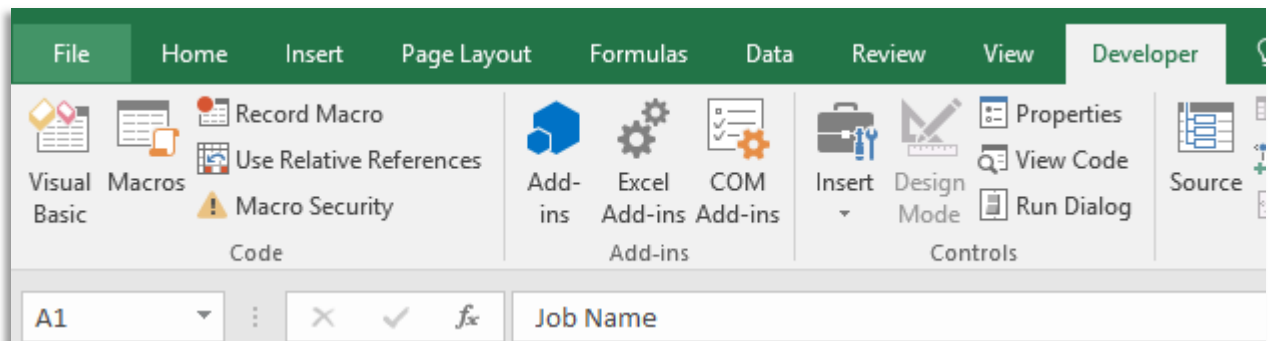 File Home Insert Page Layout Formulas Data Review View Developer
Record Macro
Use Relative References
Macro Security
Visual Basic
Macros
Code
Add-ins
Excel Add-ins
COM Add-ins
Add-ins
Insert
Design Mode
Properties
View Code
Run Dialog
Controls
Source
A1 fx Job Name